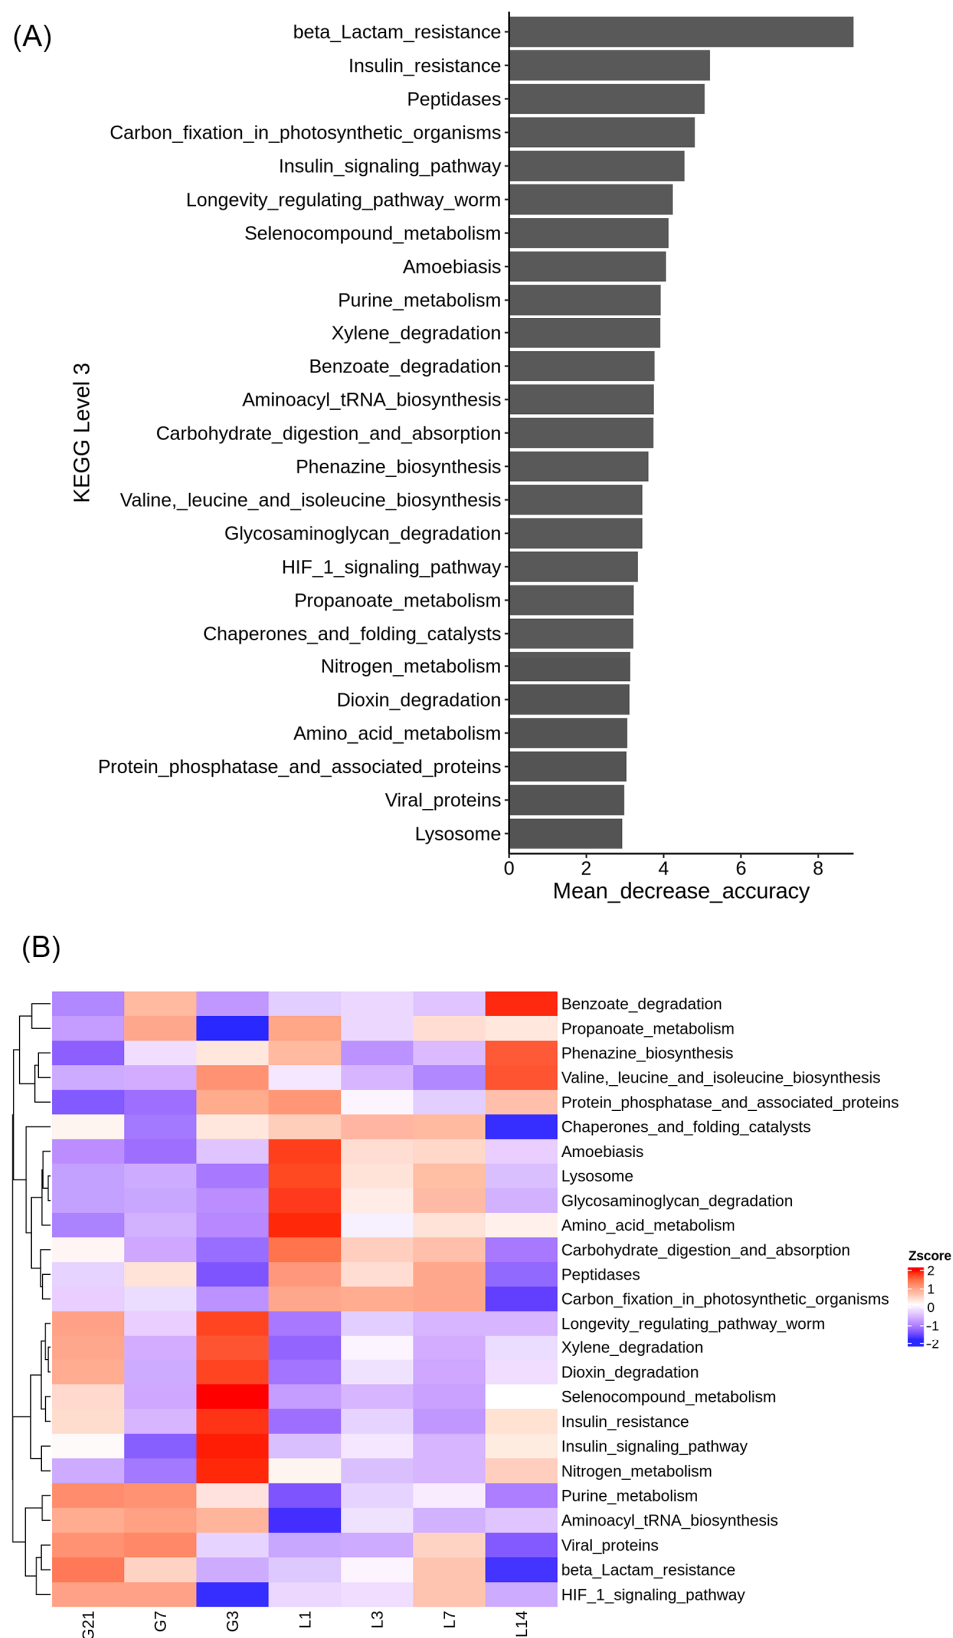 (A)
beta_Lactam_resistance
Insulin_resistance
Peptidases
Carbon_fixation_in_photosynthetic_organisms
Insulin_signaling_pathway
Longevity_regulating_pathway_worm
Selenocompound_metabolism
Amoebiasis
Purine_metabolism
Xylene_degradation
Benzoate_degradation
Aminoacyl_tRNA_biosynthesis
Carbohydrate_digestion_and_absorption
Phenazine_biosynthesis
Valine,_leucine_and_isoleucine_biosynthesis
Glycosaminoglycan_degradation
HIF_1_signaling_pathway
Propanoate_metabolism
Chaperones_and_folding_catalysts
Nitrogen_metabolism
Dioxin_degradation
Amino_acid_metabolism
Protein_phosphatase_and_associated_proteins
Viral_proteins
Lysosome
KEGG Level 3
0 2 4 6 8
Mean_decrease_accuracy
(B)
Benzoate_degradation
Propanoate_metabolism
Phenazine_biosynthesis
Valine,_leucine_and_isoleucine_biosynthesis
Protein_phosphatase_and_associated_proteins
Chaperones_and_folding_catalysts
Amoebiasis
Lysosome
Glycosaminoglycan_degradation
Amino_acid_metabolism
Carbohydrate_digestion_and_absorption
Peptidases
Carbon_fixation_in_photosynthetic_organisms
Longevity_regulating_pathway_worm
Xylene_degradation
Dioxin_degradation
Selenocompound_metabolism
Insulin_resistance
Insulin_signaling_pathway
Nitrogen_metabolism
Purine_metabolism
Aminoacyl_tRNA_biosynthesis
Viral_proteins
beta_Lactam_resistance
HIF_1_signaling_pathway
G21 G7 G3 L1 L3 L7 L14
Zscore
2
1
0
-1
-2